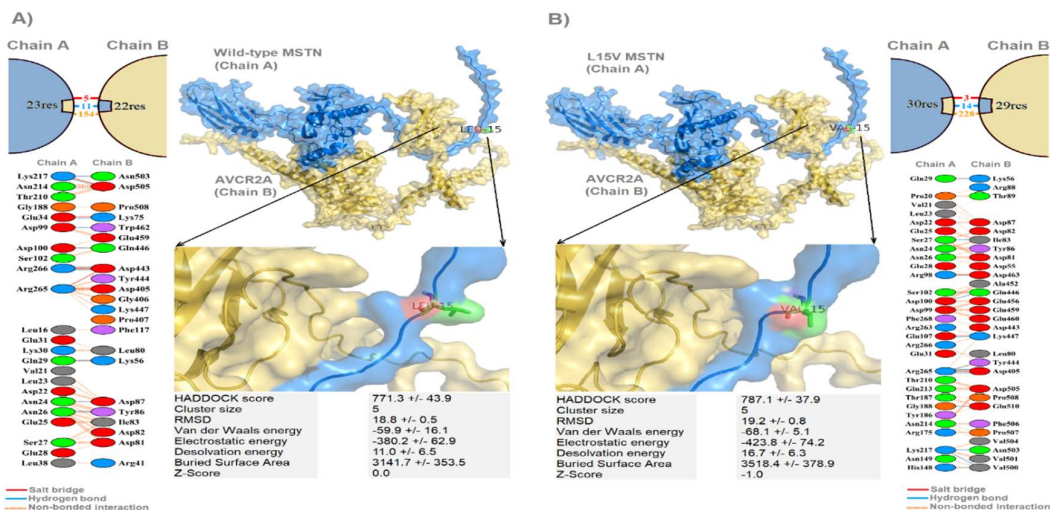 A)
Chain A Chain B
23res 5 11 154 22res
Chain A Chain B
Lys217 Asn503
Asn214 Asp505
Thr210
Gly188 Pro508
Glu34 Lys75
Asp99 Trp462
Glu459
Asp100 Gln446
Ser102
Arg266 Asp443
Tyr444
Arg265 Asp405
Gly406
Lys447
Pro407
Leu16 Phe117
Glu31
Lys30 Leu80
Gln29 Lys56
Val21
Leu23
Asp22
Asn24 Asp87
Asn26 Tyr86
Glu25 Ile83
Asp82
Ser27 Asp81
Glu28
Leu38 Arg41
Salt bridge
Hydrogen bond
Non-bonded interaction
Wild-type MSTN
(Chain A)
LEU-15
AVCR2A
(Chain B)
LEU-15
HADDOCK score 771.3 +/- 43.9
Cluster size 5
RMSD 18.8 +/- 0.5
Van der Waals energy -59.9 +/- 16.1
Electrostatic energy -380.2 +/- 62.9
Desolvation energy 11.0 +/- 6.5
Buried Surface Area 3141.7 +/- 353.5
Z-Score 0.0
B)
L15V MSTN
(Chain A)
VAL-15
AVCR2A
(Chain B)
VAL-15
HADDOCK score 787.1 +/- 37.9
Cluster size 5
RMSD 19.2 +/- 0.8
Van der Waals energy -68.1 +/- 5.1
Electrostatic energy -423.8 +/- 74.2
Desolvation energy 16.7 +/- 6.3
Buried Surface Area 3518.4 +/- 378.9
Z-Score -1.0
Chain A Chain B
30res 3 14 228 29res
Chain A Chain B
Gln29 Lys56
Arg88
Pro20 Thr89
Val21
Leu23
Asp22 Asp87
Glu25 Asp82
Ser27 Ile83
Asn24 Tyr86
Asn26 Asp81
Glu28 Asp55
Arg98 Asp463
Ala452
Ser102 Gln446
Asp100 Glu456
Asp99 Glu459
Phe268 Glu460
Arg263 Asp443
Glu107 Lys447
Arg266
Glu31 Leu80
Tyr444
Arg265 Asp405
Thr210
Gln213 Asp505
Thr187 Pro508
Gly188 Glu510
Tyr186
Asn214 Phe506
Arg175 Pro507
Val504
Lys217 Asn503
Asn149 Val501
His148 Val500
Salt bridge
Hydrogen bond
Non-bonded interaction